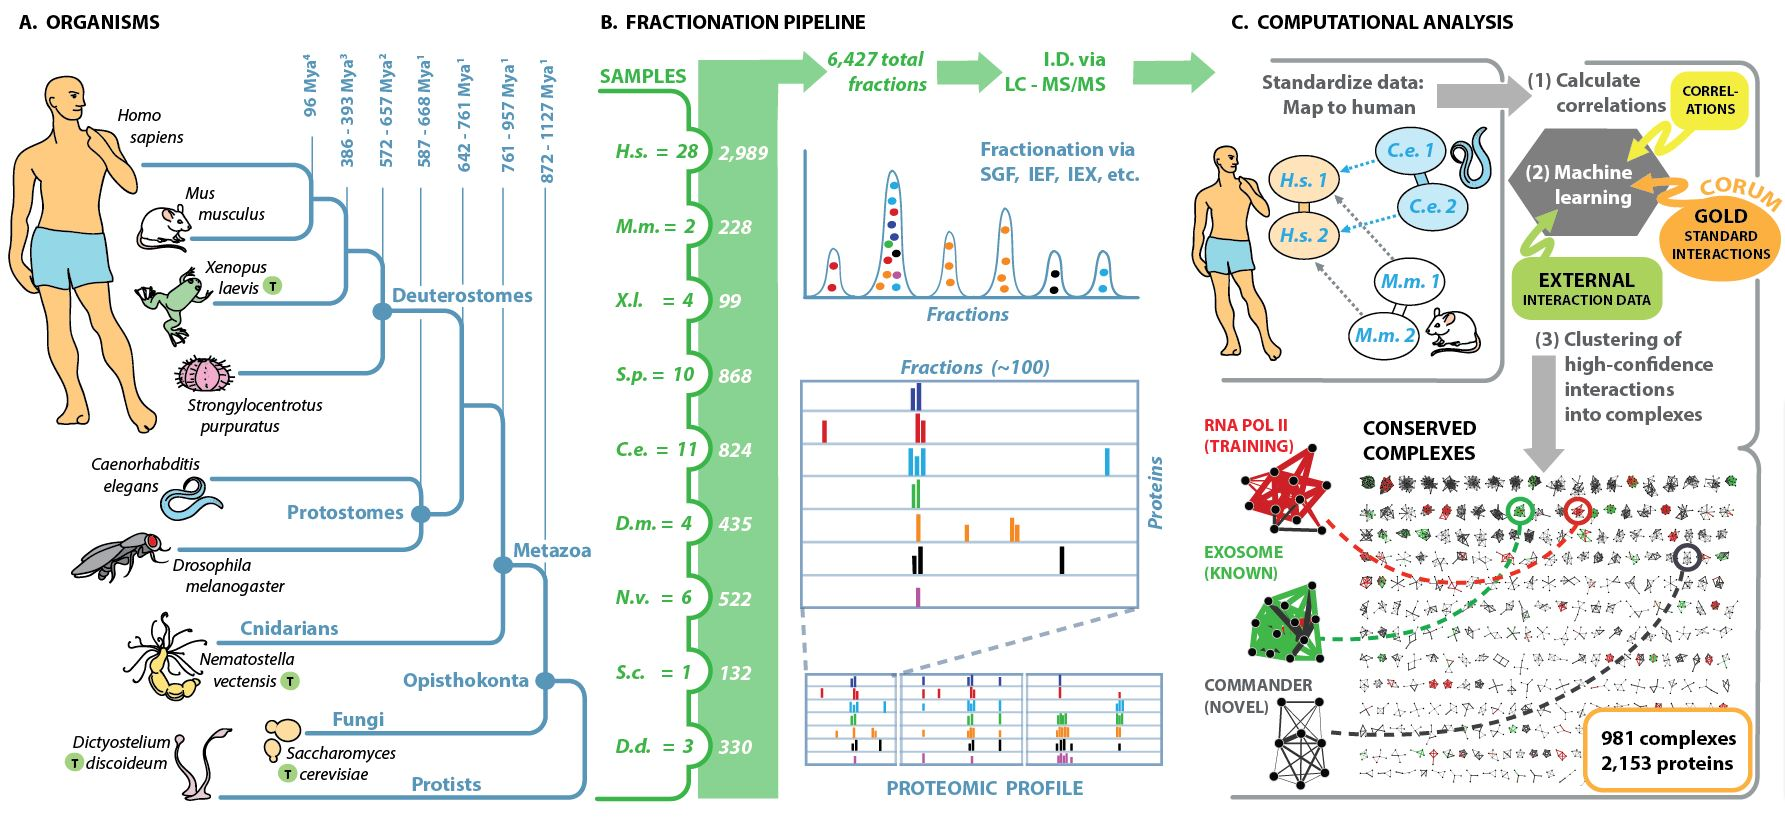 A. ORGANISMS
96 Mya⁴
386 - 393 Mya³
572 - 657 Mya²
587 - 668 Mya¹
642 - 761 Mya¹
761 - 957 Mya¹
872 - 1127 Mya¹
Homo
sapiens
Mus
musculus
Xenopus
laevis T
Deuterostomes
Strongylocentrotus
purpuratus
Caenorhabditis
elegans
Protostomes
Drosophila
melanogaster
Metazoa
Cnidarians
Nematostella
vectensis T
Opisthokonta
Fungi
Saccharomyces
T cerevisiae
Dictyostelium
T discoideum
Protists
B. FRACTIONATION PIPELINE
SAMPLES
H.s. = 28 2,989
M.m. = 2 228
X.l. = 4 99
S.p. = 10 868
C.e. = 11 824
D.m. = 4 435
N.v. = 6 522
S.c. = 1 132
D.d. = 3 330
6,427 total
fractions
I.D. via
LC - MS/MS
Fractionation via
SGF, IEF, IEX, etc.
Fractions
Fractions (~100)
Proteins
PROTEOMIC PROFILE
C. COMPUTATIONAL ANALYSIS
Standardize data:
Map to human
H.s. 1
H.s. 2
C.e. 1
C.e. 2
M.m. 1
M.m. 2
(1) Calculate
correlations
CORREL-
ATIONS
(2) Machine
learning
CORUM
GOLD
STANDARD
INTERACTIONS
EXTERNAL
INTERACTION DATA
(3) Clustering of
high-confidence
interactions
into complexes
RNA POL II
(TRAINING)
CONSERVED
COMPLEXES
EXOSOME
(KNOWN)
COMMANDER
(NOVEL)
981 complexes
2,153 proteins